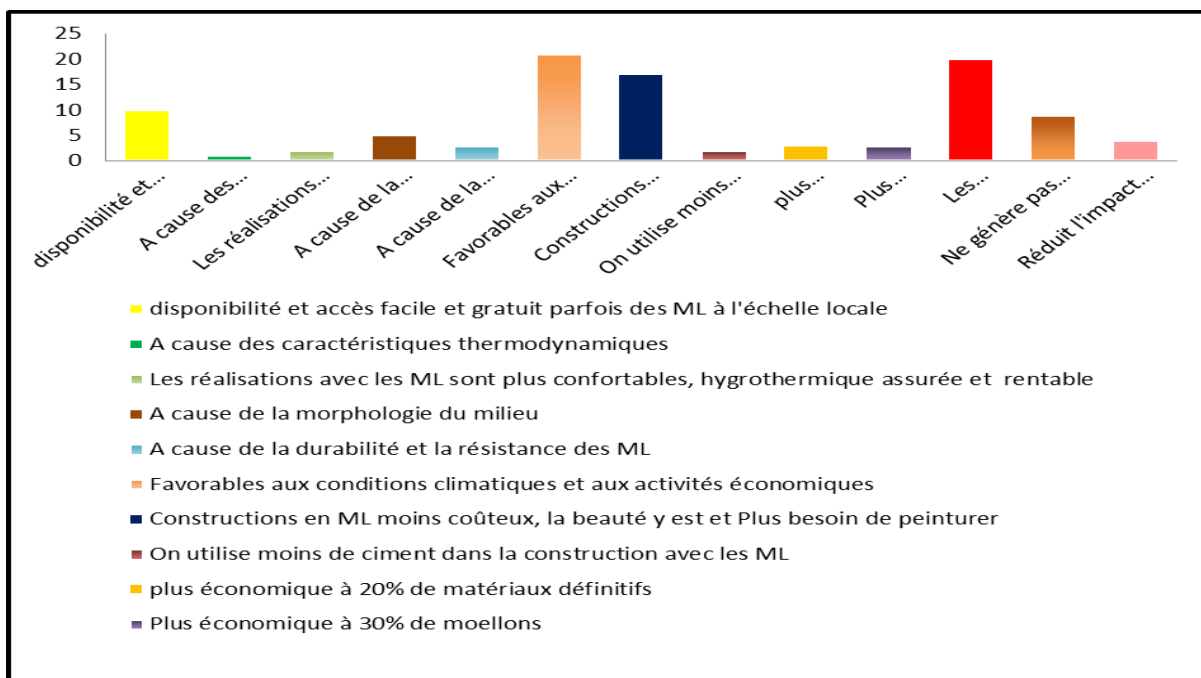 25
20
15
10
5
0
disponibilité et...
A cause des...
Les réalisations...
A cause de la...
A cause de la...
Favorables aux...
Constructions...
On utilise moins...
plus...
Plus...
Les...
Ne génère pas...
Réduit l'impact...
disponibilité et accès facile et gratuit parfois des ML à l'échelle locale
A cause des caractéristiques thermodynamiques
Les réalisations avec les ML sont plus confortables, hygrothermique assurée et rentable
A cause de la morphologie du milieu
A cause de la durabilité et la résistance des ML
Favorables aux conditions climatiques et aux activités économiques
Constructions en ML moins coûteux, la beauté y est et Plus besoin de peinturer
On utilise moins de ciment dans la construction avec les ML
plus économique à 20% de matériaux définitifs
Plus économique à 30% de moellons